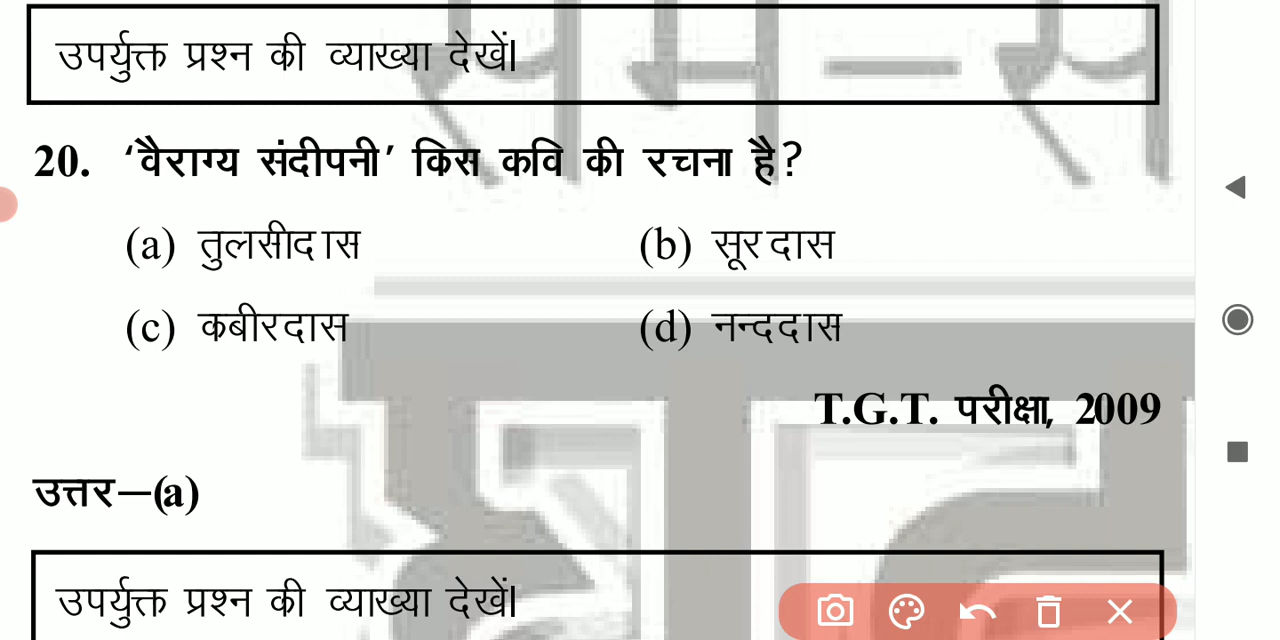 उपर्युक्त प्रश्न की व्याख्या देखें।
20. ‘वैराग्य संदीपनी’ किस कवि की रचना है?
(a) तुलसीदास (b) सूरदास
(c) कबीरदास (d) नन्ददास
T.G.T. परीक्षा, 2009
उत्तर—(a)
उपर्युक्त प्रश्न की व्याख्या देखें।